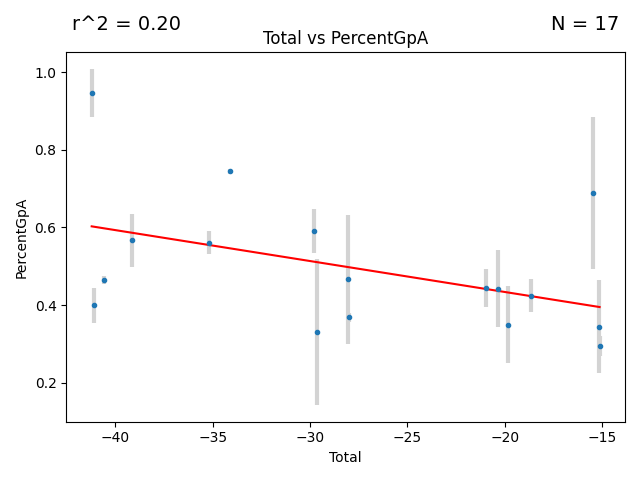 r^2 = 0.20
N = 17
Total vs PercentGpA
1.0
0.8
0.6
0.4
0.2
PercentGpA
−40
−35
−30
−25
−20
−15
Total